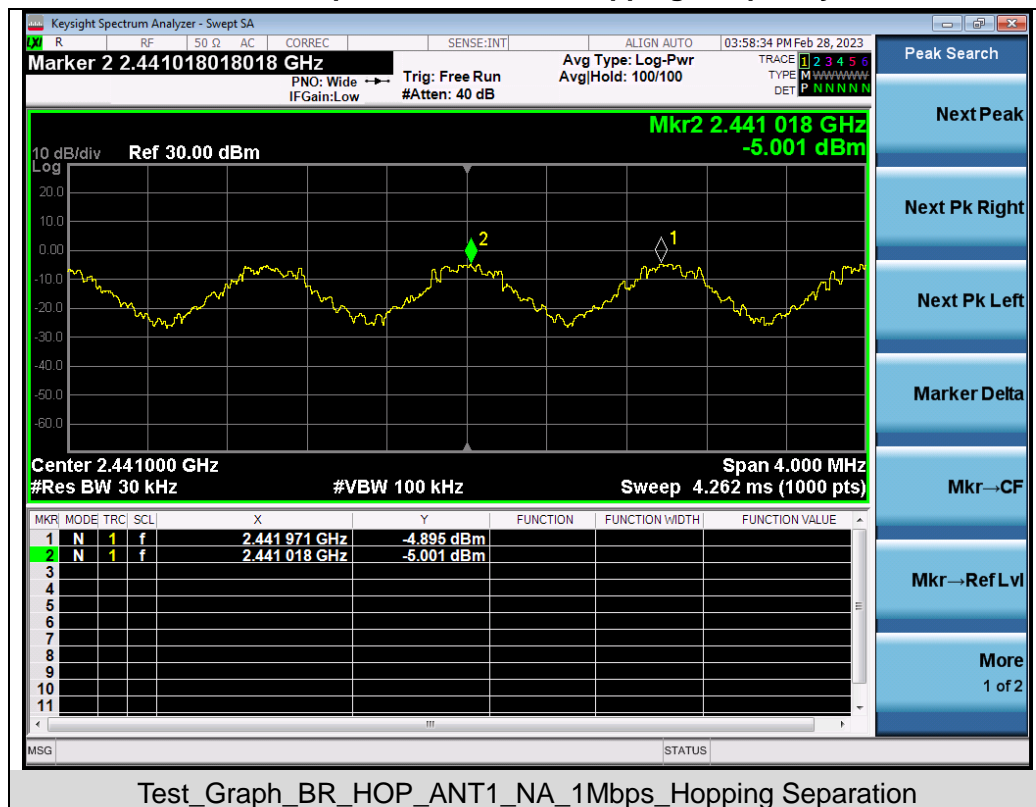 Keysight Spectrum Analyzer - Swept SA
LXI R RF 50 Ω AC CORREC SENSE:INT ALIGN AUTO 03:58:34 PM Feb 28, 2023
Marker 2 2.441018018018 GHz
PNO: Wide
IFGain:Low
Trig: Free Run
#Atten: 40 dB
Avg Type: Log-Pwr
Avg|Hold: 100/100
TRACE 1 2 3 4 5 6
TYPE M WWWWW
DET P N N N N N
Mkr2 2.441 018 GHz
-5.001 dBm
10 dB/div Ref 30.00 dBm
Log
20.0
10.0
0.00
-10.0
-20.0
-30.0
-40.0
-50.0
-60.0
2
1
Center 2.441000 GHz Span 4.000 MHz
#Res BW 30 kHz #VBW 100 kHz Sweep 4.262 ms (1000 pts)
MKR MODE TRC SCL X Y FUNCTION FUNCTION WIDTH FUNCTION VALUE
1 N 1 f 2.441 971 GHz -4.895 dBm
2 N 1 f 2.441 018 GHz -5.001 dBm
3
4
5
6
7
8
9
10
11
MSG STATUS
Peak Search
Next Peak
Next Pk Right
Next Pk Left
Marker Delta
Mkr→CF
Mkr→Ref Lvl
More
1 of 2
Test_Graph_BR_HOP_ANT1_NA_1Mbps_Hopping Separation